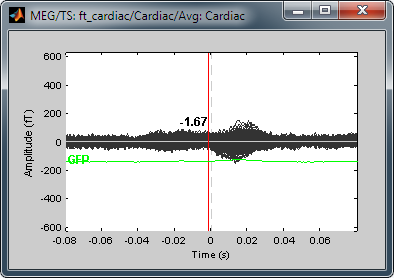 MEG/TS: ft_cardiac/Cardiac/Avg: Cardiac
Amplitude (fT)
600
400
200
0
-200
-400
-600
-1.67
GFP
-0.08 -0.06 -0.04 -0.02 0 0.02 0.04 0.06
Time (s)